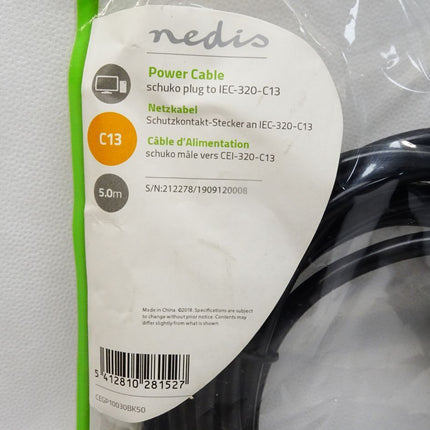 nedis
Power Cable
schuko plug to IEC-320-C13
Netzkabel
Schutzkontakt-Stecker an IEC-320-C13
C13
Câble d'Alimentation
schuko mâle vers CEI-320-C13
5.0m
S/N:212278/1909120008
Made in China. ©2018. Specifications are subject
to change without prior notice. Contents may
differ slightly from what is shown.
5 412810 281527
CEGP10030BK50